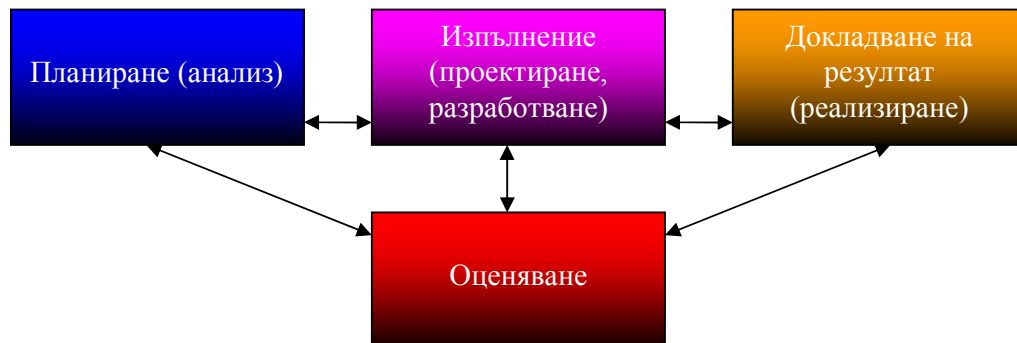 Планиране (анализ)
Изпълнение
(проектиране,
разработване)
Докладване на
резултат
(реализиране)
Оценяване